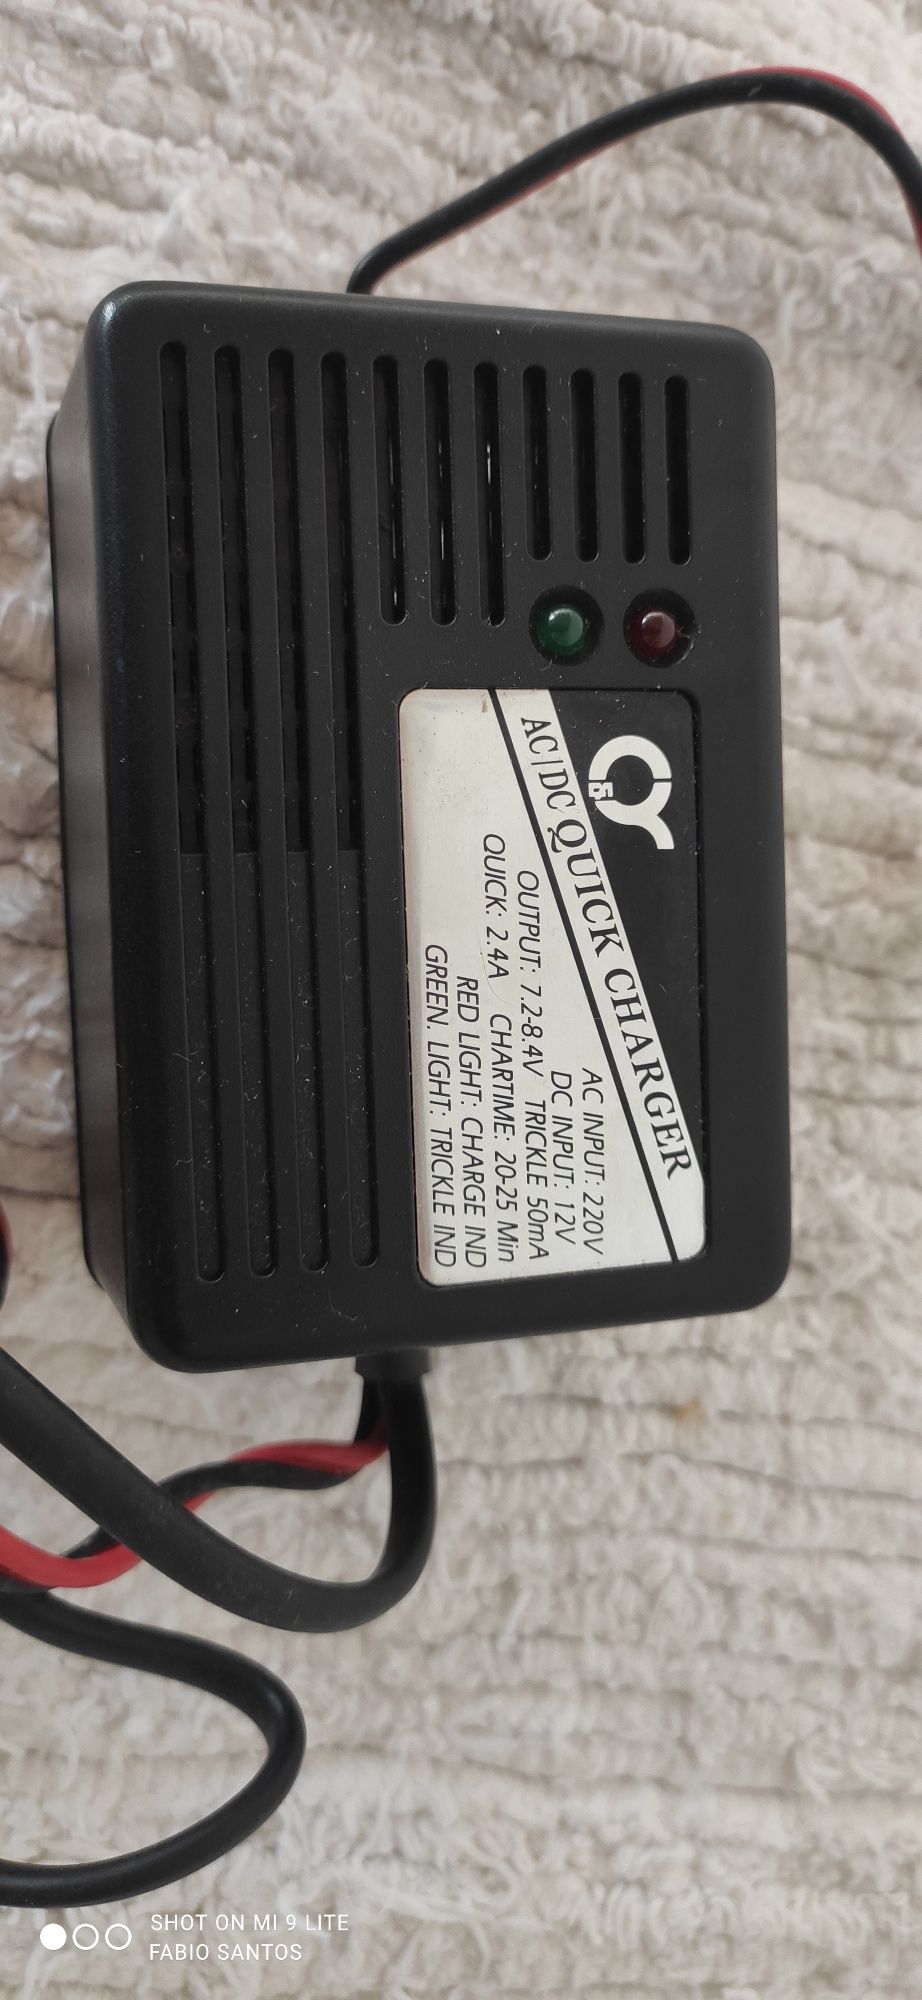 AC|DC QUICK CHARGER
AC INPUT: 220V
DC INPUT: 12V
OUTPUT: 7.2-8.4V TRICKLE 50mA
QUICK: 2.4A CHARTIME: 20-25 Min
RED LIGHT: CHARGE IND
GREEN. LIGHT: TRICKLE IND
SHOT ON MI 9 LITE
FABIO SANTOS